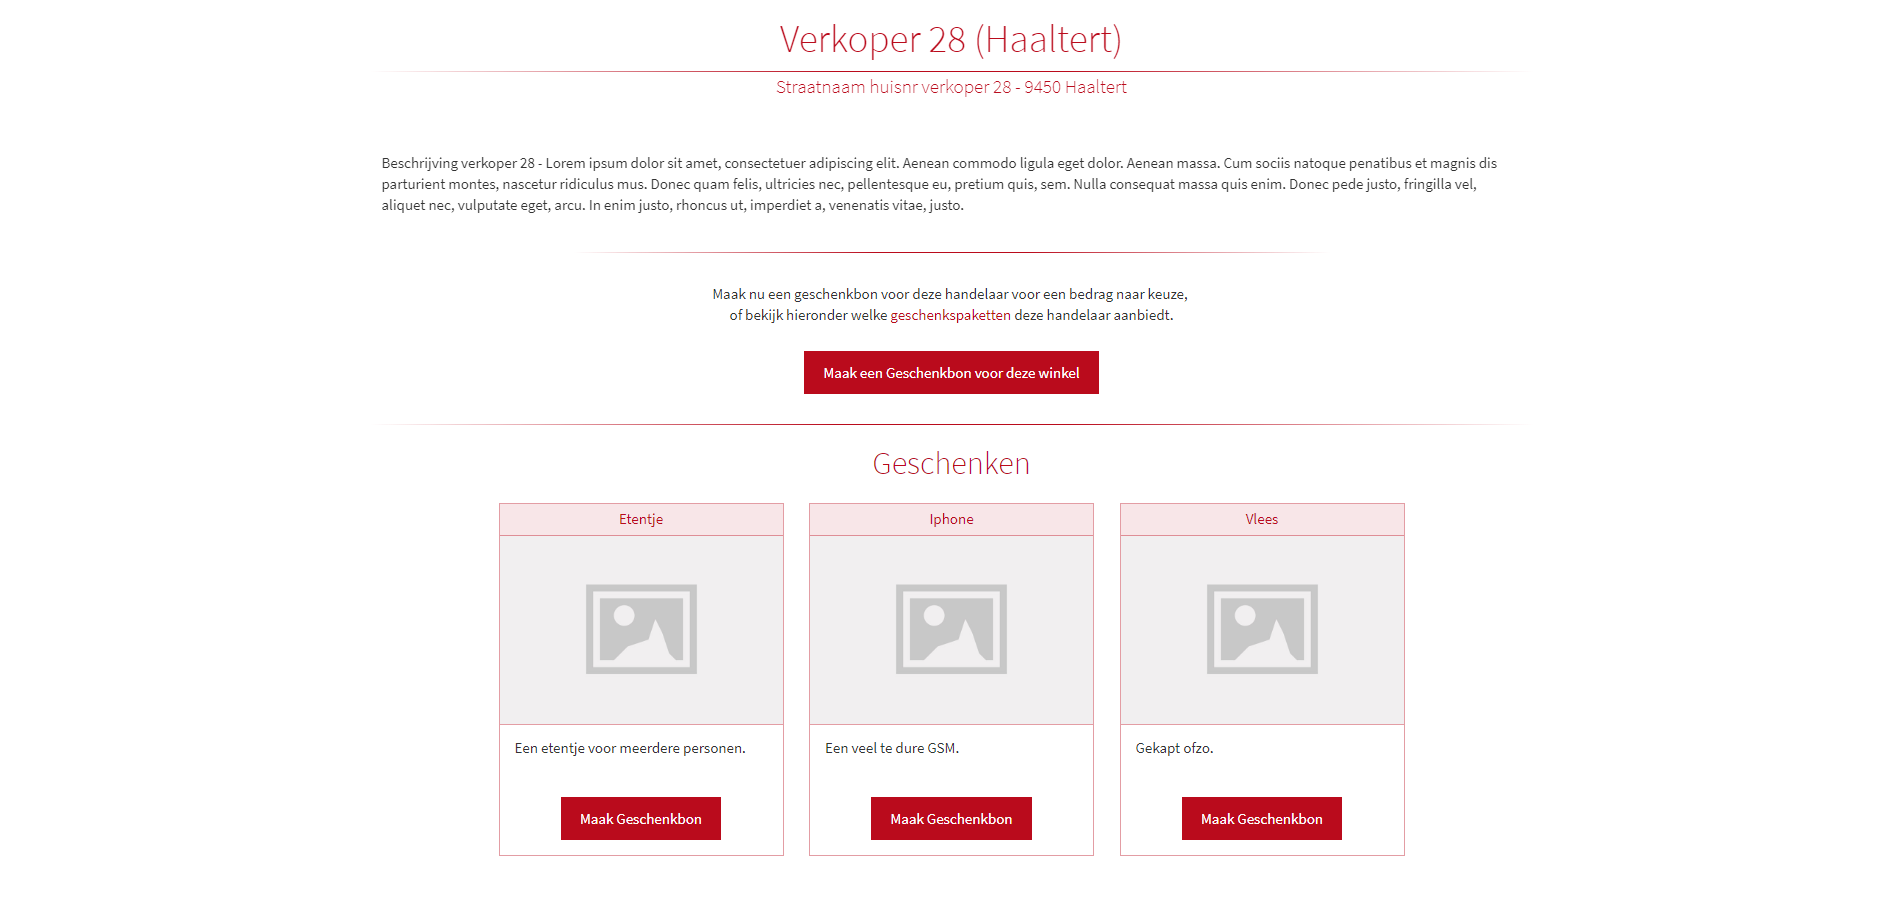 Verkoper 28 (Haaltert)
Straatnaam huisnr verkoper 28 - 9450 Haaltert
Beschrijving verkoper 28 - Lorem ipsum dolor sit amet, consectetuer adipiscing elit. Aenean commodo ligula eget dolor. Aenean massa. Cum sociis natoque penatibus et magnis dis
parturient montes, nascetur ridiculus mus. Donec quam felis, ultricies nec, pellentesque eu, pretium quis, sem. Nulla consequat massa quis enim. Donec pede justo, fringilla vel,
aliquet nec, vulputate eget, arcu. In enim justo, rhoncus ut, imperdiet a, venenatis vitae, justo.
Maak nu een geschenkbon voor deze handelaar voor een bedrag naar keuze,
of bekijk hieronder welke geschenkspaketten deze handelaar aanbiedt.
Maak een Geschenkbon voor deze winkel
Geschenken
Etentje
Een etentje voor meerdere personen.
Maak Geschenkbon
Iphone
Een veel te dure GSM.
Maak Geschenkbon
Vlees
Gekapt ofzo.
Maak Geschenkbon